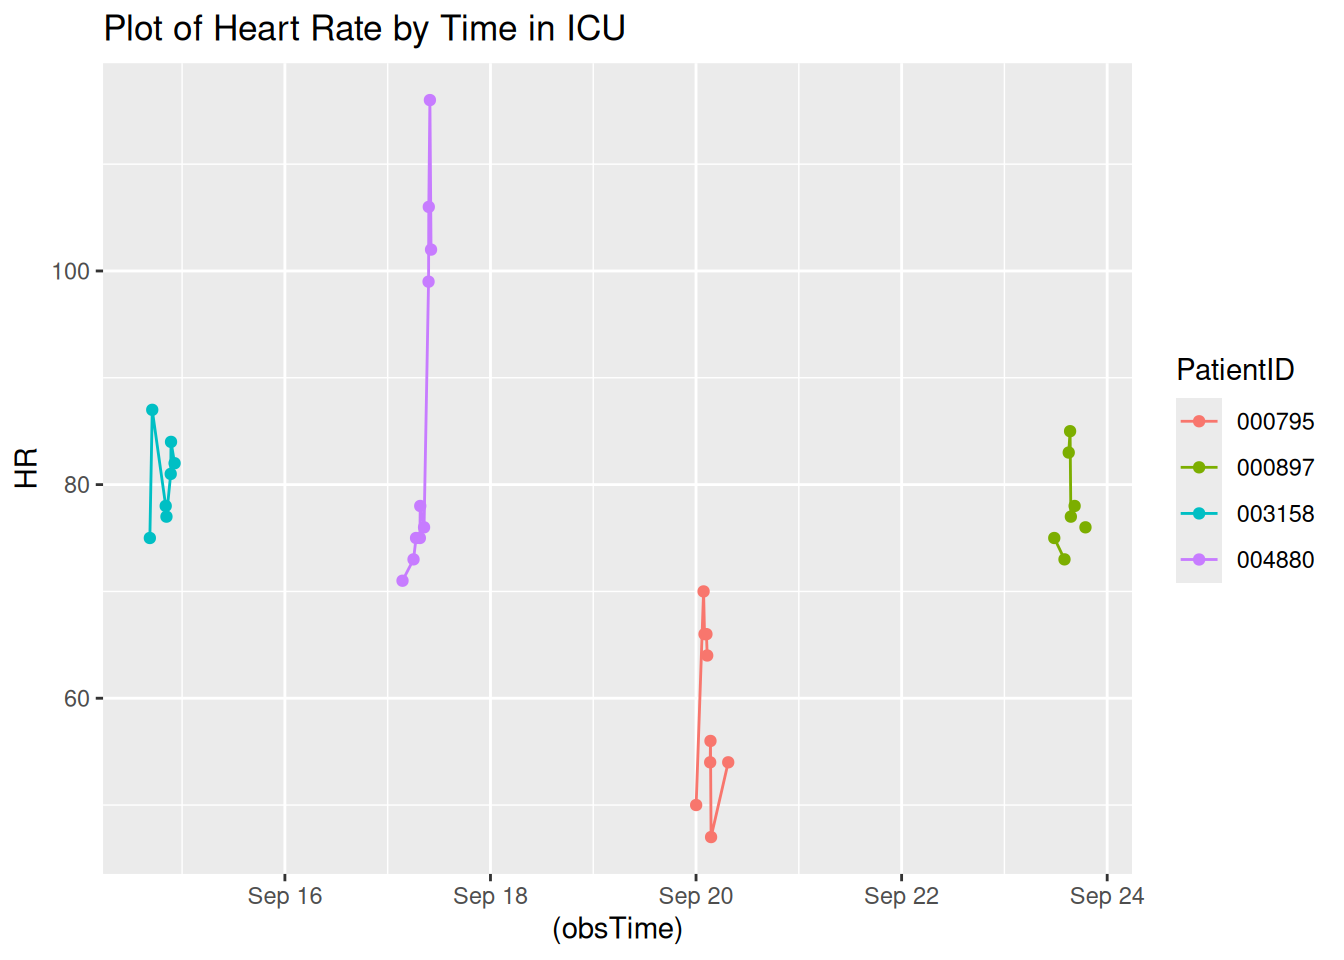 Plot of Heart Rate by Time in ICU
100
80
60
HR
Sep 16
Sep 18
Sep 20
Sep 22
Sep 24
(obsTime)
PatientID
000795
000897
003158
004880